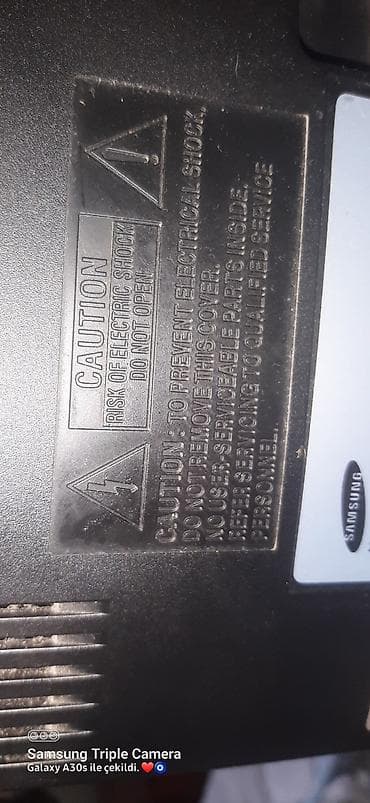 CAUTION
RISK OF ELECTRIC SHOCK
DO NOT OPEN
CAUTION: TO PREVENT ELECTRICAL SHOCK,
DO NOT REMOVE THIS COVER.
NO USER-SERVICEABLE PARTS INSIDE.
REFER SERVICING TO QUALIFIED SERVICE
PERSONNEL.
SAMSUNG
Samsung Triple Camera
Galaxy A30s ile çekildi. ❤️🧿